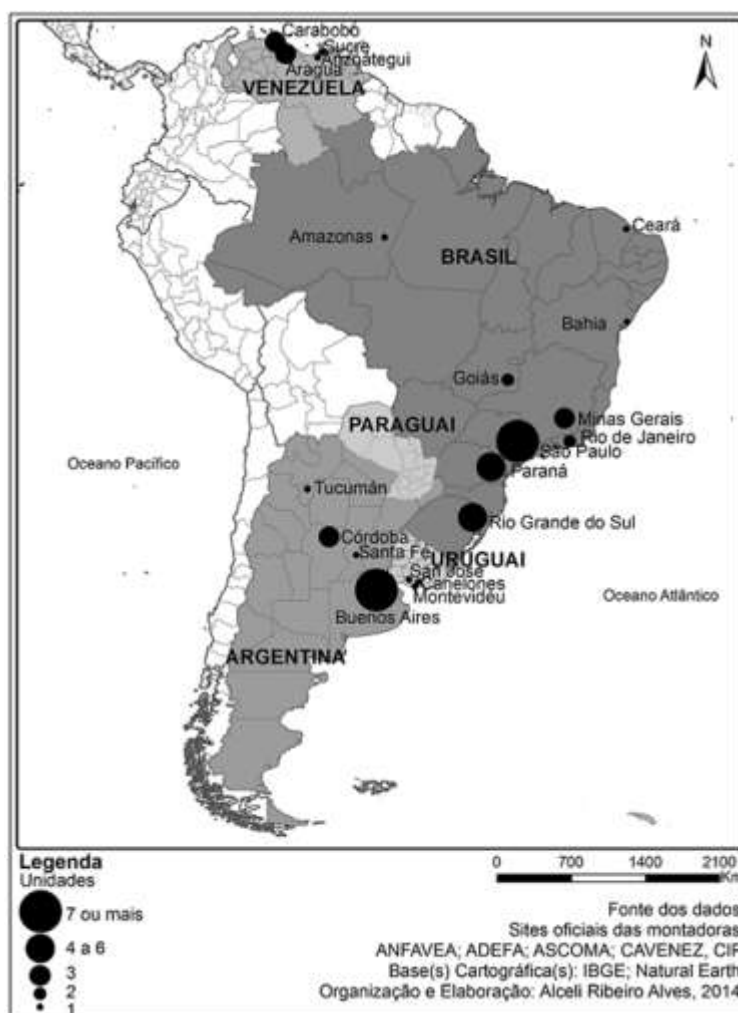 Carabobó
Sucre
Anzoátegui
Aragua
VENEZUELA
N
Amazonas
BRASIL
Ceará
Bahia
Goiás
Minas Gerais
Rio de Janeiro
São Paulo
PARAGUAI
Paraná
Oceano Pacífico
Tucumán
Rio Grande do Sul
Córdoba
Santa Fé
URUGUAI
San José
Canelones
Montevidéu
Oceano Atlântico
Buenos Aires
ARGENTINA
Legenda
Unidades
7 ou mais
4 a 6
3
2
1
0 700 1400 2100
Km
Fonte dos dados
Sites oficiais das montadoras
ANFAVEA; ADEFA; ASCOMA; CAVENEZ, CIF
Base(s) Cartográfica(s): IBGE; Natural Earth
Organização e Elaboração: Alceli Ribeiro Alves, 2014